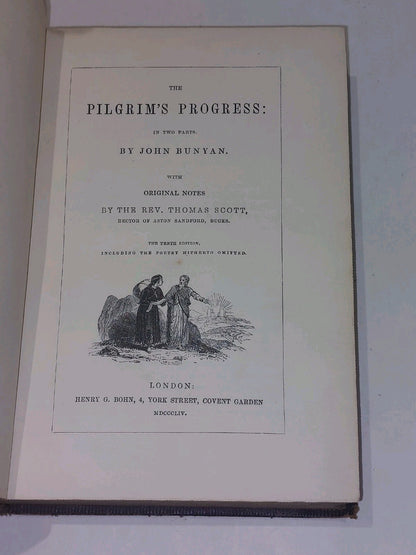 THE
PILGRIM'S PROGRESS:
IN TWO PARTS.
BY JOHN BUNYAN.
WITH
ORIGINAL NOTES
BY THE REV. THOMAS SCOTT,
RECTOR OF ASTON SANDFORD, BUCKS.
THE TENTH EDITION,
INCLUDING THE POETRY HITHERTO OMITTED.
LONDON:
HENRY G. BOHN, 4, YORK STREET, COVENT GARDEN
MDCCCLIV.